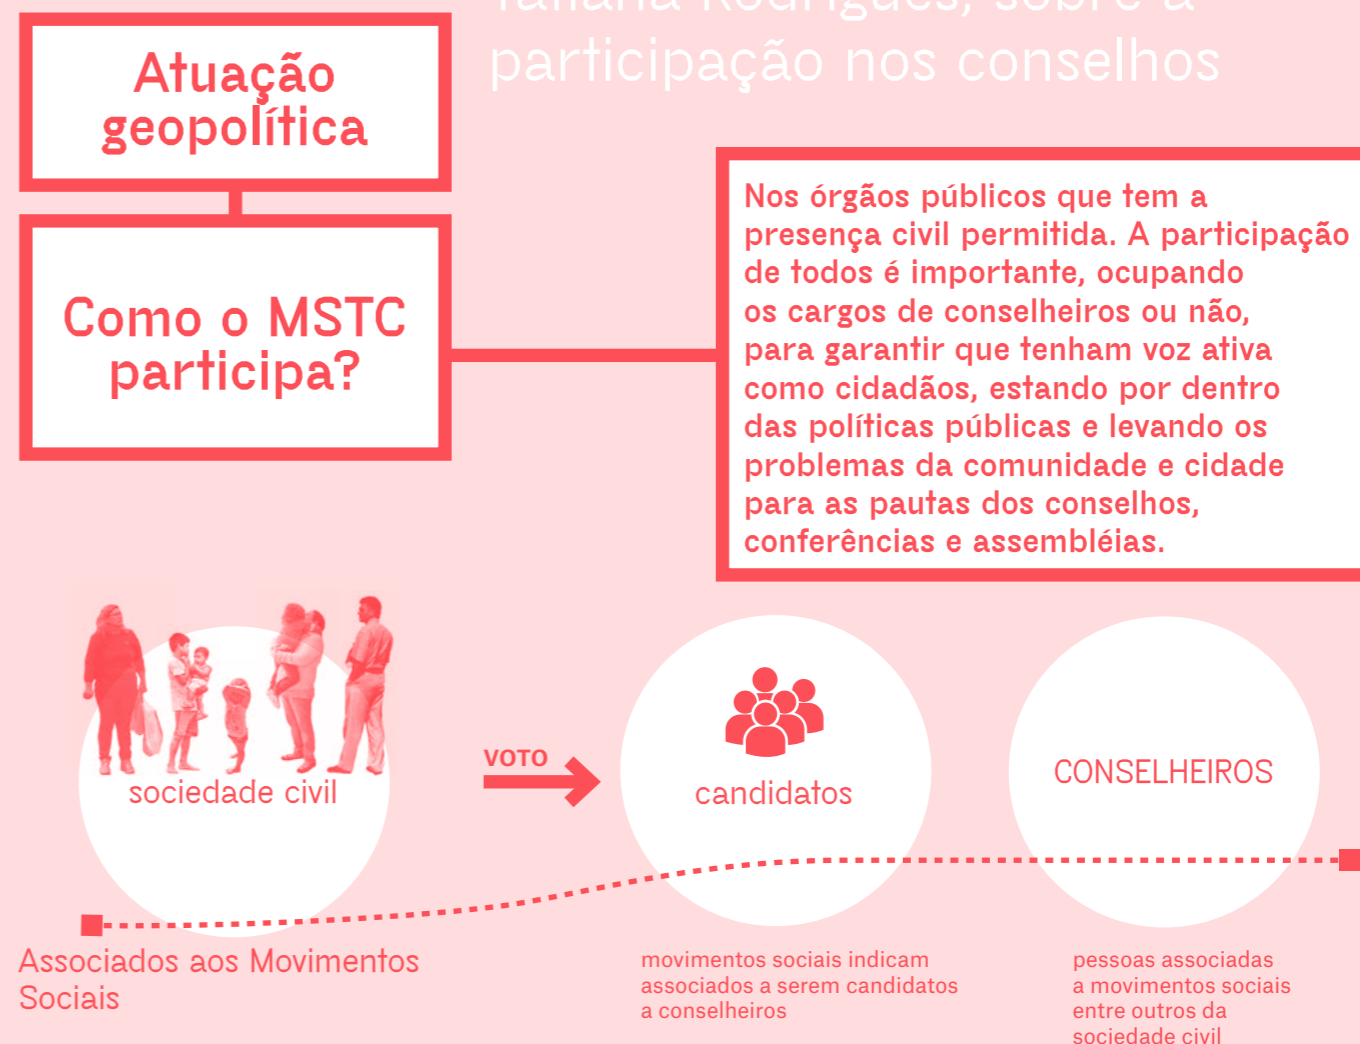 Tatiana Rodrigues, sobre a
participação nos conselhos
Atuação
geopolítica
Como o MSTC
participa?
Nos órgãos públicos que tem a
presença civil permitida. A participação
de todos é importante, ocupando
os cargos de conselheiros ou não,
para garantir que tenham voz ativa
como cidadãos, estando por dentro
das políticas públicas e levando os
problemas da comunidade e cidade
para as pautas dos conselhos,
conferências e assembléias.
sociedade civil
VOTO
candidatos
CONSELHEIROS
Associados aos Movimentos
Sociais
movimentos sociais indicam
associados a serem candidatos
a conselheiros
pessoas associadas
a movimentos sociais
entre outros da
sociedade civil